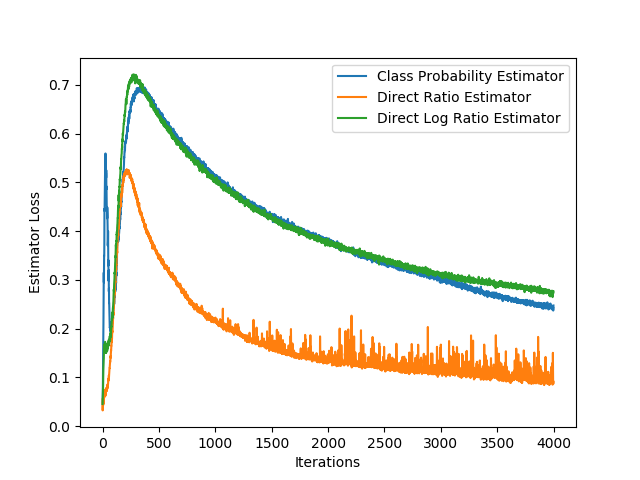 Class Probability Estimator
Direct Ratio Estimator
Direct Log Ratio Estimator
Estimator Loss
0.7
0.6
0.5
0.4
0.3
0.2
0.1
0.0
0 500 1000 1500 2000 2500 3000 3500 4000
Iterations